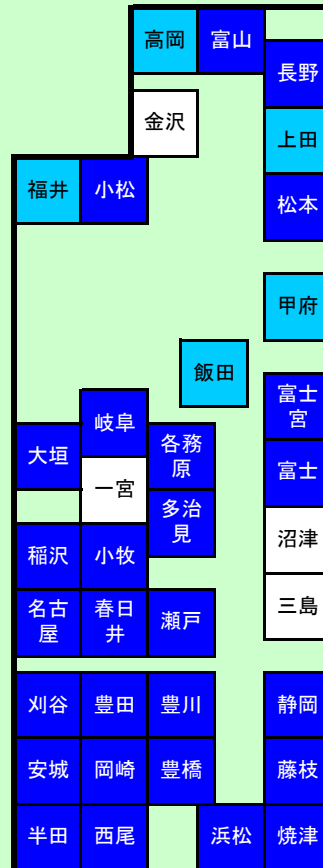 高岡 富山
長野
金沢
上田
福井 小松
松本
甲府
飯田
富士
宮
岐阜
大垣
各務
原
富士
一宮
多治
見
沼津
稲沢 小牧
三島
名古
屋
春日
井
瀬戸
刈谷 豊田 豊川 静岡
安城 岡崎 豊橋 藤枝
半田 西尾 浜松 焼津